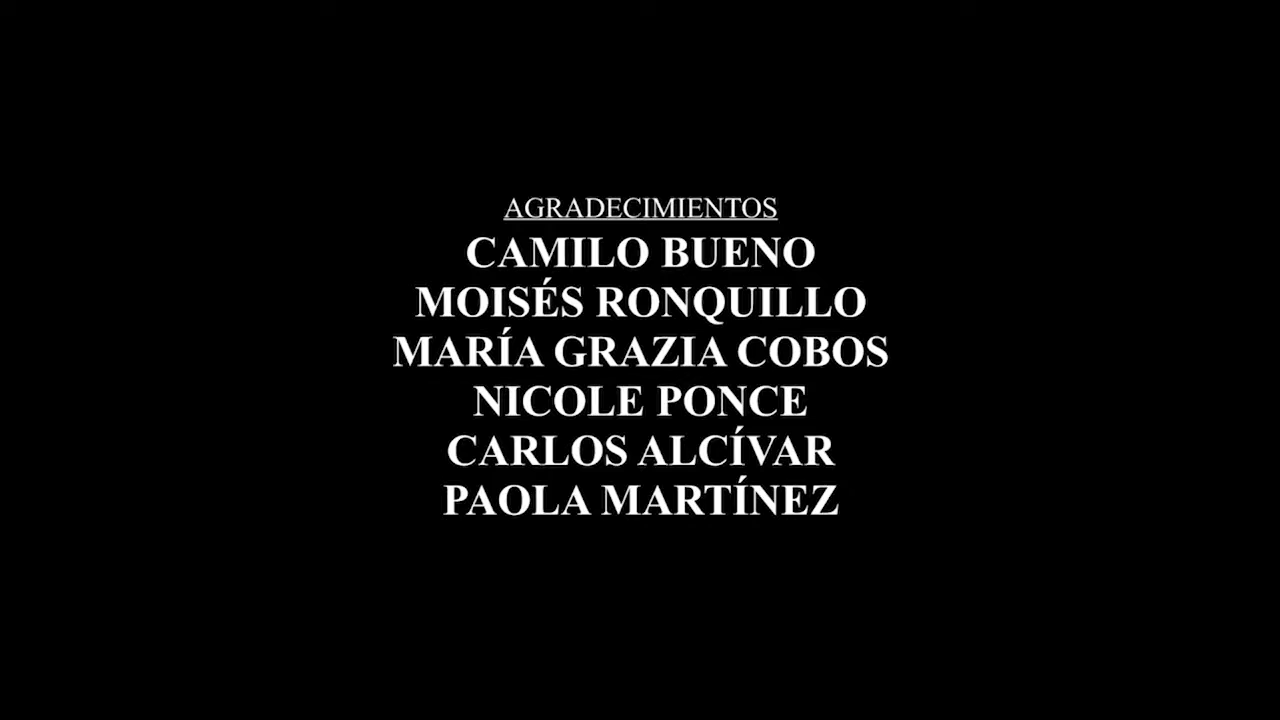 AGRADECIMIENTOS
CAMILO BUENO
MOISÉS RONQUILLO
MARÍA GRAZIA COBOS
NICOLE PONCE
CARLOS ALCÍVAR
PAOLA MARTÍNEZ